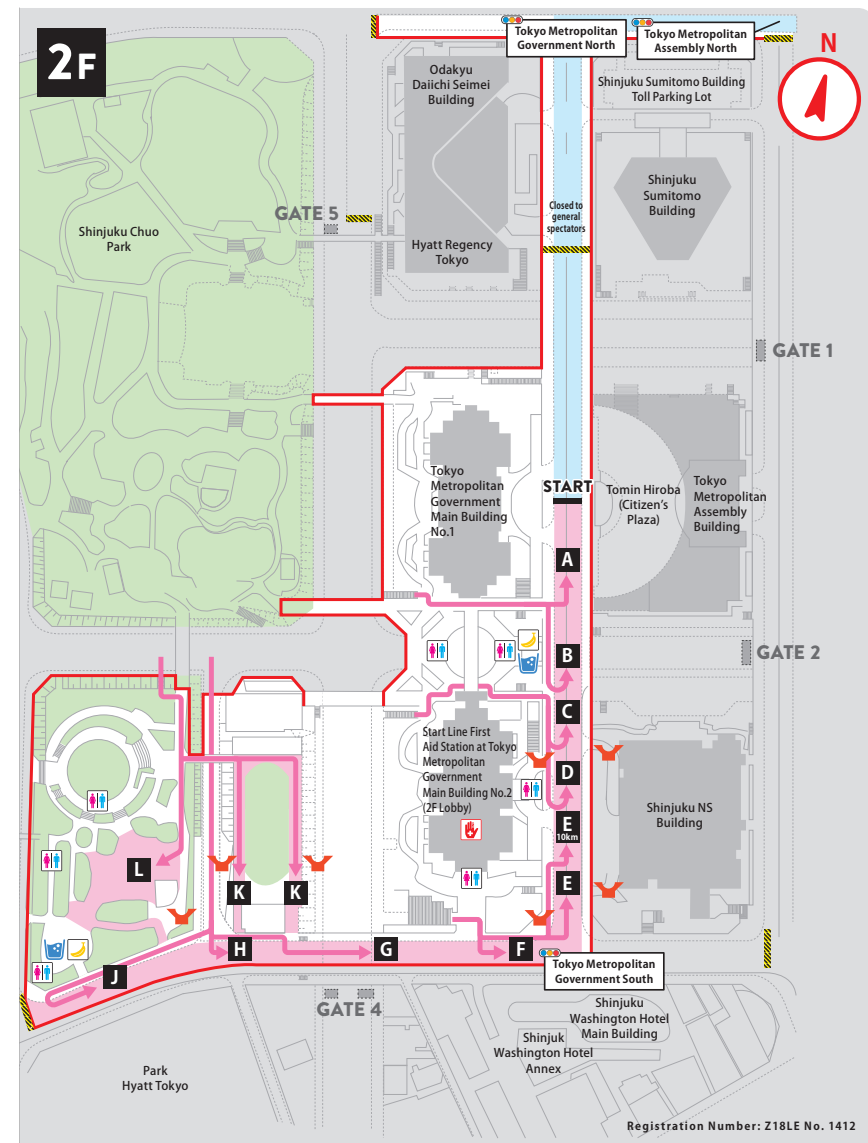 2F
Tokyo Metropolitan
Government North
Tokyo Metropolitan
Assembly North
N
Odakyu
Daiichi Seimei
Building
Shinjuku Sumitomo Building
Toll Parking Lot
Shinjuku
Sumitomo
Building
Closed to
general
spectators
GATE 5
Shinjuku Chuo
Park
Hyatt Regency
Tokyo
GATE 1
Tokyo
Metropolitan
Government
Main Building
No.1
START
Tomin Hiroba
(Citizen's
Plaza)
Tokyo
Metropolitan
Assembly
Building
A
B
GATE 2
C
Start Line First
Aid Station at Tokyo
Metropolitan
Government
Main Building No.2
(2F Lobby)
D
Shinjuku NS
Building
E
10km
L
K
K
E
H
G
F
J
Tokyo Metropolitan
Government South
GATE 4
Shinjuku
Washington Hotel
Main Building
Shinjuk
Washington Hotel
Annex
Park
Hyatt Tokyo
Registration Number: Z18LE No. 1412